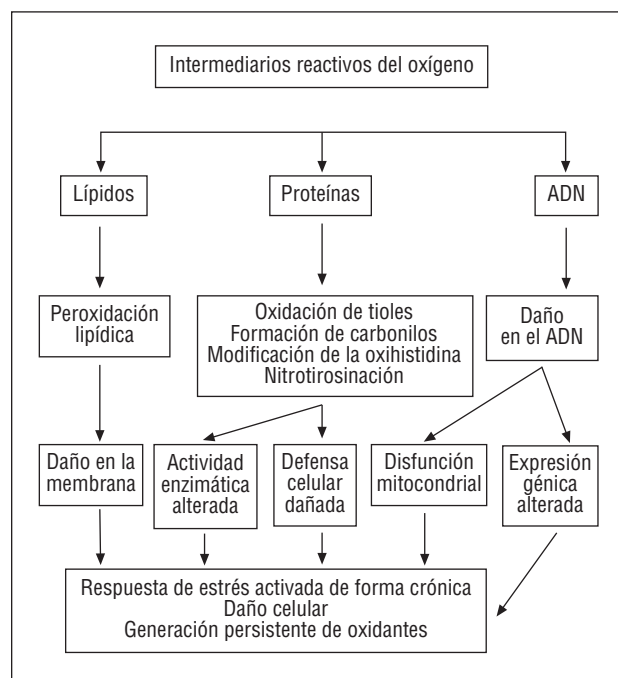 Intermediarios reactivos del oxígeno
Lípidos
Proteínas
ADN
Peroxidación
lipídica
Oxidación de tioles
Formación de carbonilos
Modificación de la oxihistidina
Nitrotirosinación
Daño
en el ADN
Daño en la
membrana
Actividad
enzimática
alterada
Defensa
celular
dañada
Disfunción
mitocondrial
Expresión
génica
alterada
Respuesta de estrés activada de forma crónica
Daño celular
Generación persistente de oxidantes